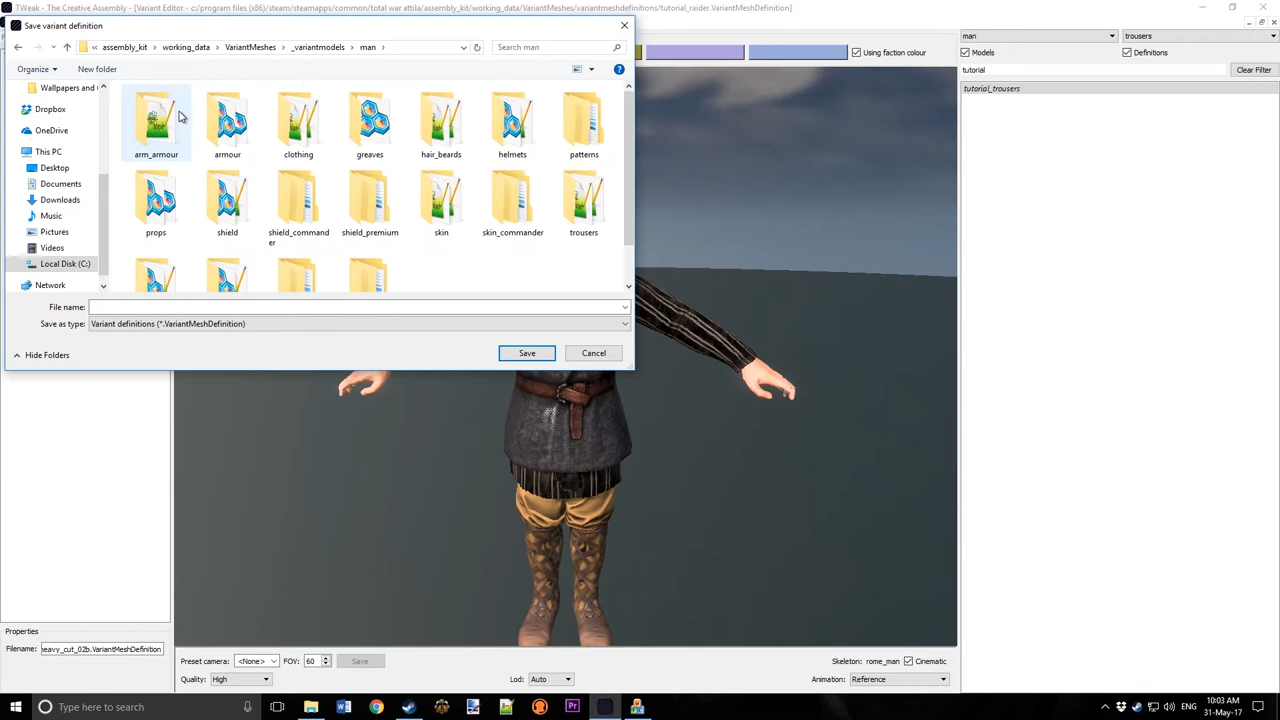 TWeak - The Creative Assembly - [Variant Editor - c:/program files (x86)/steam/steamapps/common/total war attila/assembly_kit/working_data/VariantMeshes/variantmeshdefinitions/tutorial_raider.VariantMeshDefinition]
Save variant definition
« assembly_kit › working_data › VariantMeshes › _variantmodels › man ›
Search man
Using faction colour
man
trousers
Models
Definitions
Organize
New folder
tutorial
Clear Filter
tutorial_trousers
Wallpapers and
Dropbox
OneDrive
This PC
Desktop
Documents
Downloads
Music
Pictures
Videos
Local Disk (C:)
Network
arm_armour
armour
clothing
greaves
hair_beards
helmets
patterns
props
shield
shield_command
er
shield_premium
skin
skin_commander
trousers
File name:
Save as type:
Variant definitions (*.VariantMeshDefinition)
Hide Folders
Save
Cancel
Properties
Filename:
heavy_cut_02b.VariantMeshDefinition
Preset camera:
<None>
FOV:
60
Save
Skeleton: rome_man
Cinematic
Quality:
High
Lod:
Auto
Animation:
Reference
Type here to search
10:03 AM
31-May-17